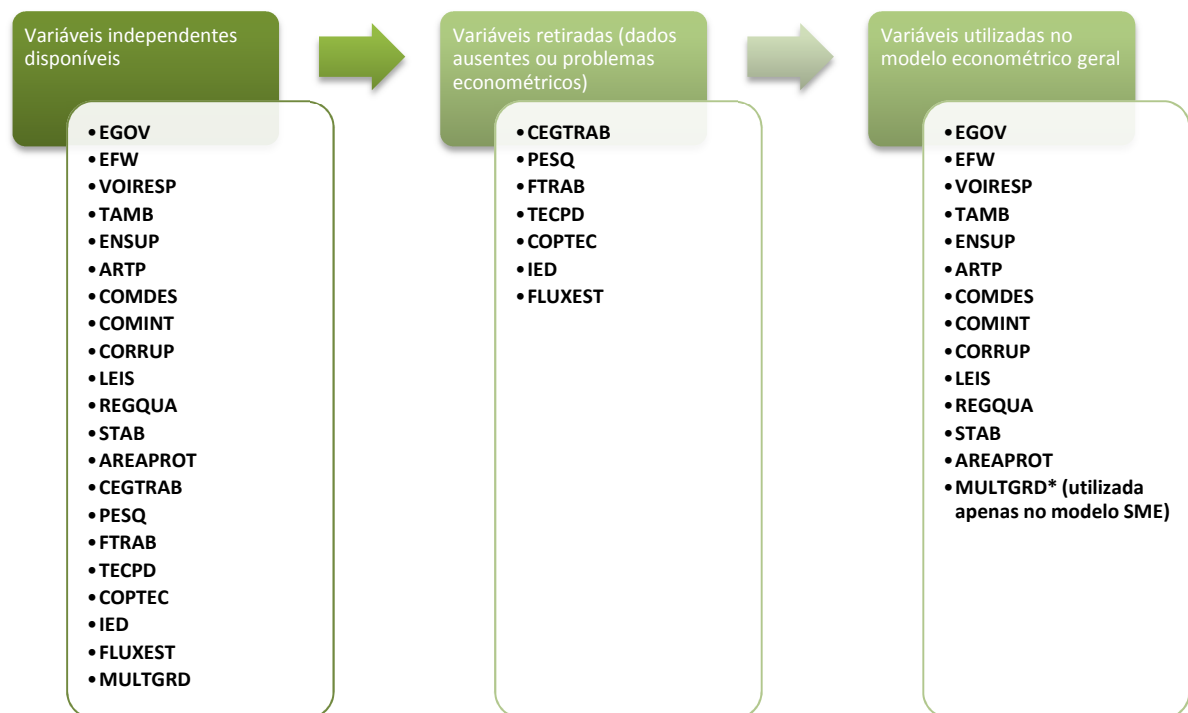 Variáveis independentes
disponíveis
•EGOV
•EFW
•VOIRESP
•TAMB
•ENSUP
•ARTP
•COMDES
•COMINT
•CORRUP
•LEIS
•REGQUA
•STAB
•AREAPROT
•CEGTRAB
•PESQ
•FTRAB
•TECPD
•COPTEC
•IED
•FLUXEST
•MULTGRD
Variáveis retiradas (dados
ausentes ou problemas
econométricos)
•CEGTRAB
•PESQ
•FTRAB
•TECPD
•COPTEC
•IED
•FLUXEST
Variáveis utilizadas no
modelo econométrico geral
•EGOV
•EFW
•VOIRESP
•TAMB
•ENSUP
•ARTP
•COMDES
•COMINT
•CORRUP
•LEIS
•REGQUA
•STAB
•AREAPROT
•MULTGRD* (utilizada
apenas no modelo SME)